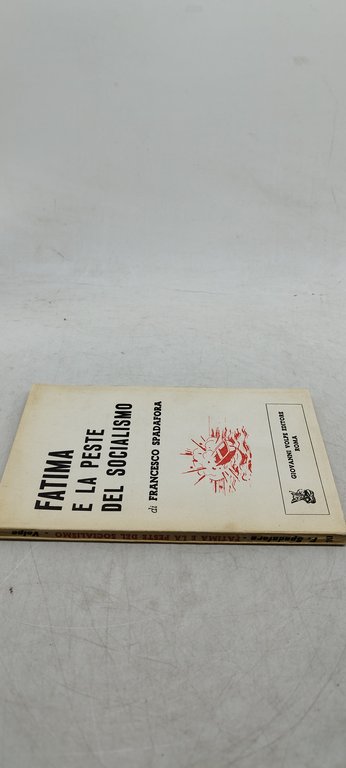 FATIMA
E LA PESTE
DEL SOCIALISMO
di FRANCESCO SPADAFORA
GIOVANNI VOLPE EDITORE
ROMA
F. Spadafora - FATIMA E LA PESTE DEL SOCIALISMO - Volpe